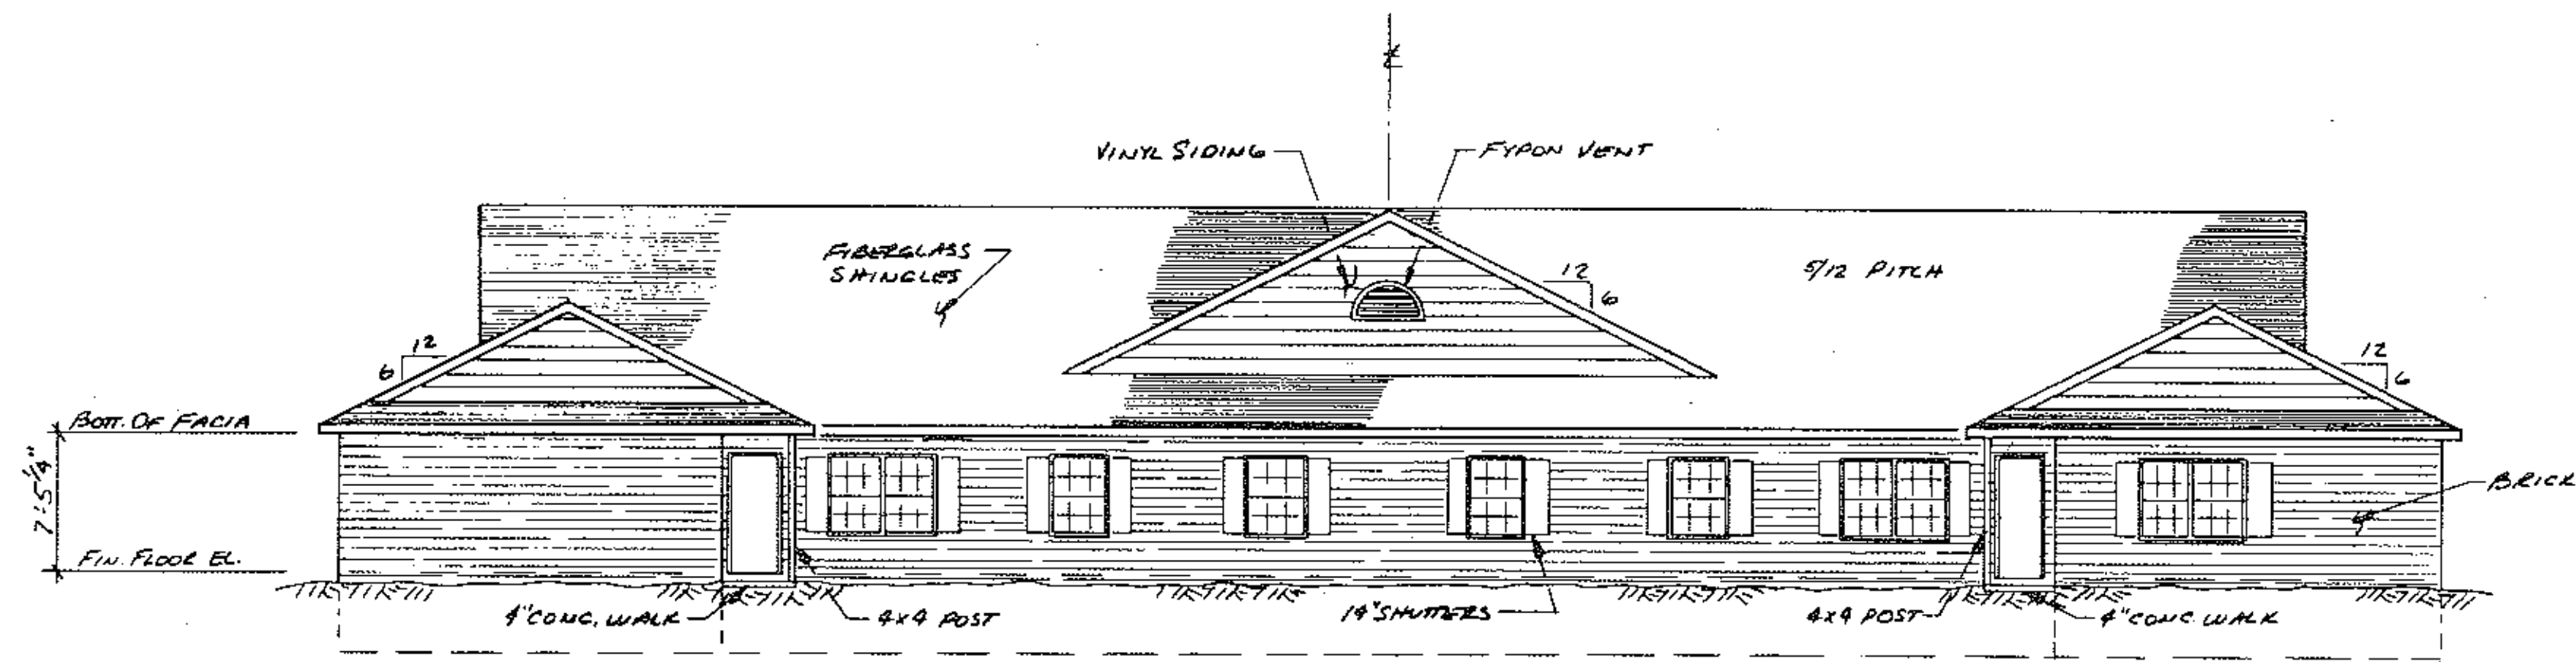 ℄
VINYL SIDING
FYPON VENT
FIBERGLASS
SHINGLES
12
6
5/12 PITCH
12
6
12
6
BOTT. OF FACIA
7'-5¼"
BRICK
FIN. FLOOR EL.
4" CONC. WALK
4x4 POST
14" SHUTTERS
4x4 POST
4" CONC. WALK